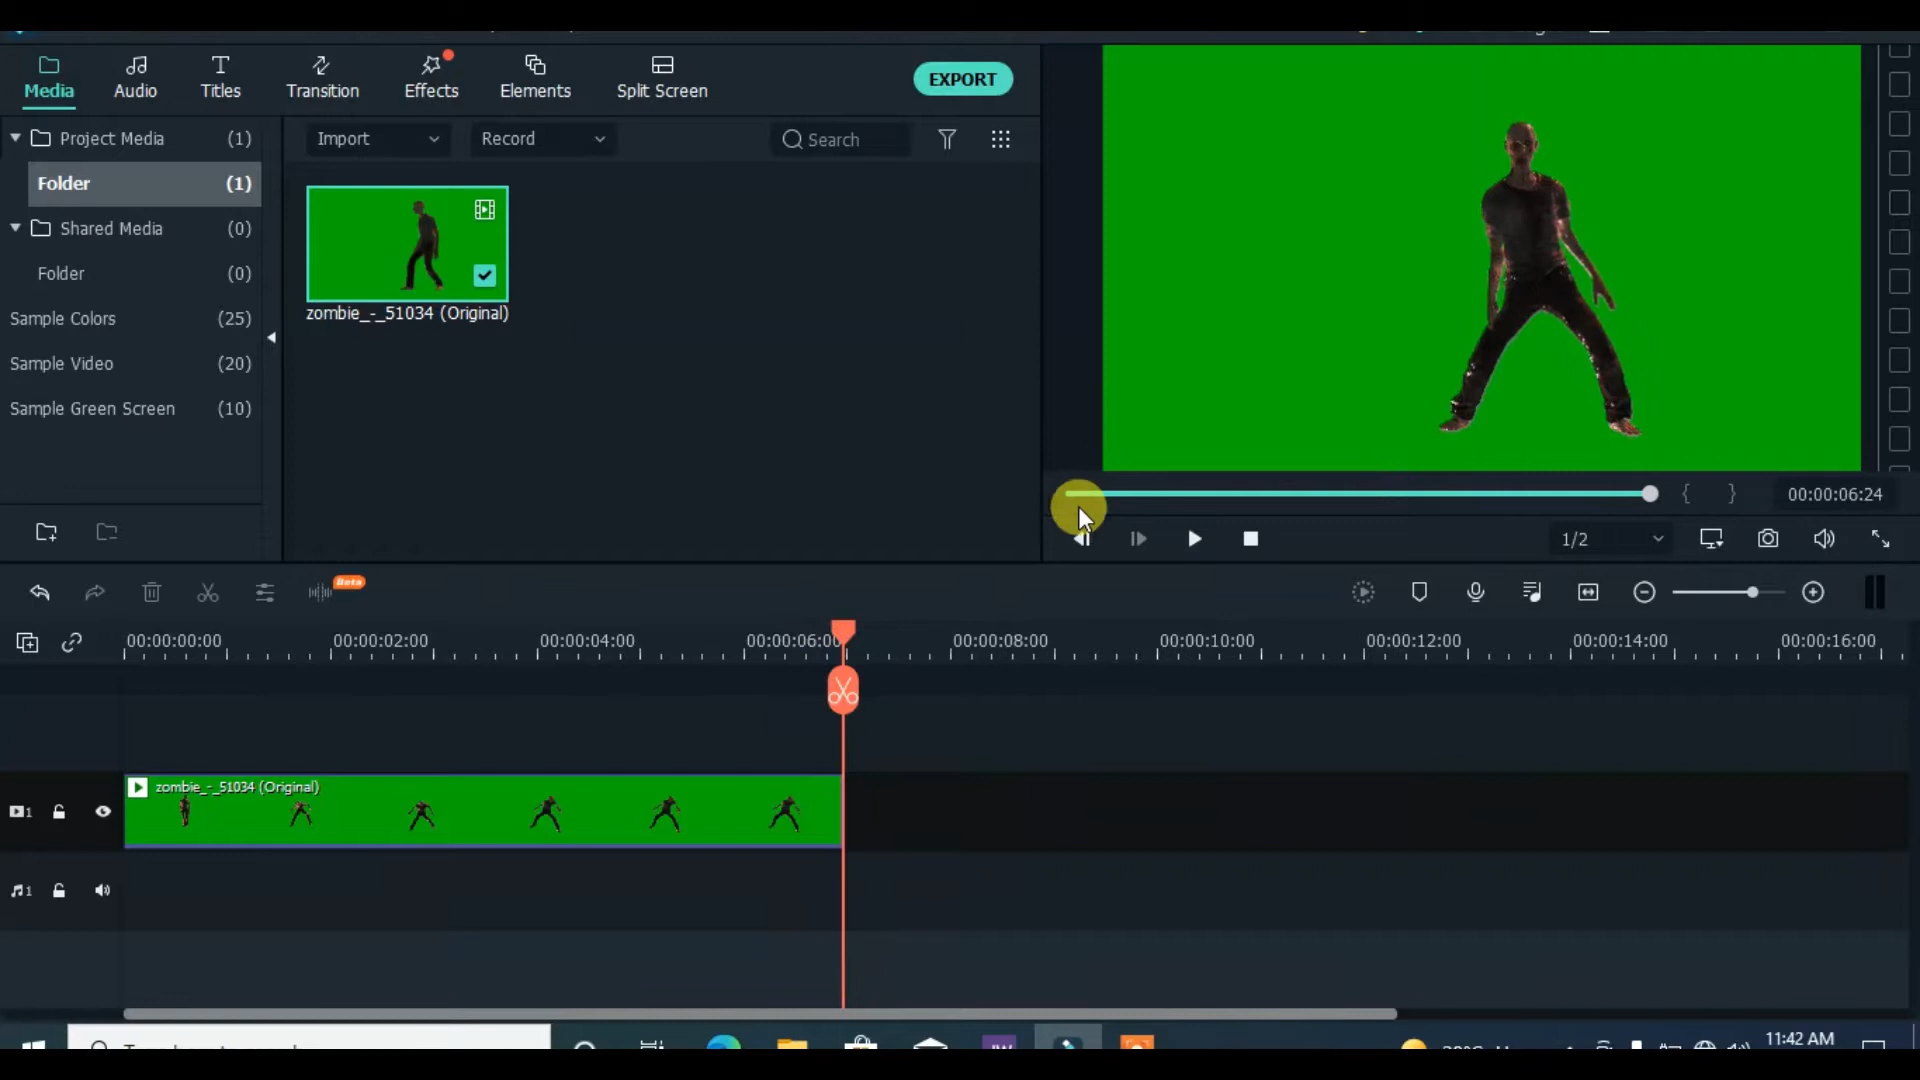 Media
Audio
Titles
Transition
Effects
Elements
Split Screen
EXPORT
Project Media (1)
Folder (1)
Shared Media (0)
Folder (0)
Sample Colors (25)
Sample Video (20)
Sample Green Screen (10)
Import
Record
Search
zombie_-_51034 (Original)
00:00:06:24
1/2
Beta
00:00:00:00
00:00:02:00
00:00:04:00
00:00:06:00
00:00:08:00
00:00:10:00
00:00:12:00
00:00:14:00
00:00:16:00
zombie_-_51034 (Original)
1
1
11:42 AM